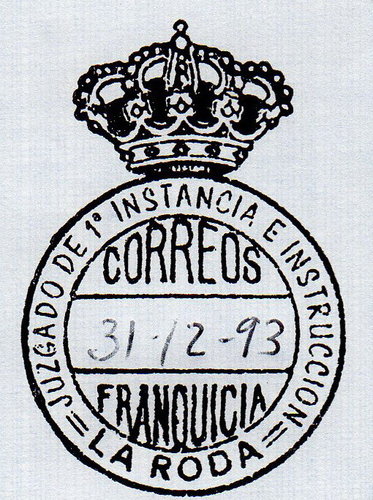 JUZGADO DE 1ª INSTANCIA E INSTRUCCION
CORREOS
31-12-93
FRANQUICIA
= LA RODA =